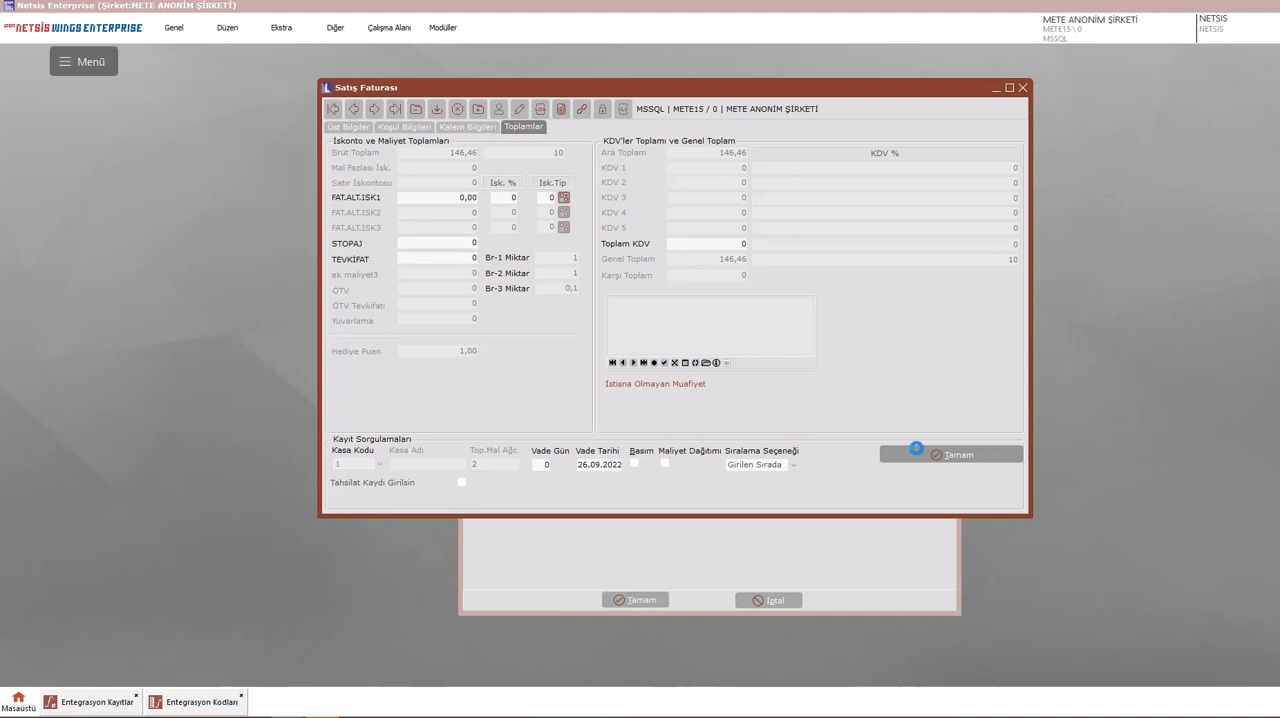 Netsis Enterprise (Şirket:METE ANONİM ŞİRKETİ)
logo NETSIS WINGS ENTERPRISE
Genel Düzen Ekstra Diğer Çalışma Alanı Modüller
METE ANONİM ŞİRKETİ
METE15 \ 0
MSSQL
NETSIS
NETSIS
Menü
Satış Faturası
MSSQL | METE15 / 0 | METE ANONİM ŞİRKETİ
Üst Bilgiler Koşul Bilgileri Kalem Bilgileri Toplamlar
İskonto ve Maliyet Toplamları
Brüt Toplam 146,46 10
Mal Fazlası İsk. 0
Satır İskontosu 0 İsk. % İsk.Tip
FAT.ALT.ISK1 0,00 0 0
FAT.ALT.ISK2 0 0 0
FAT.ALT.ISK3 0 0 0
STOPAJ 0
TEVKİFAT 0 Br-1 Miktar 1
ek maliyet3 0 Br-2 Miktar 1
ÖTV 0 Br-3 Miktar 0,1
ÖTV Tevkifatı 0
Yuvarlama 0
Hediye Puan 1,00
KDV'ler Toplamı ve Genel Toplam
Ara Toplam 146,46 KDV %
KDV 1 0 0
KDV 2 0 0
KDV 3 0 0
KDV 4 0 0
KDV 5 0 0
Toplam KDV 0 0
Genel Toplam 146,46 10
Karşı Toplam 0
İstisna Olmayan Muafiyet
Kayıt Sorgulamaları
Kasa Kodu Kasa Adı Top.Mal Ağr. Vade Gün Vade Tarihi Basım Maliyet Dağıtımı Sıralama Seçeneği
1 2 0 26.09.2022 Girilen Sırada
Tamam
Tahsilat Kaydı Girilsin
Tamam İptal
Masaüstü
Entegrasyon Kayıtlar
Entegrasyon Kodları